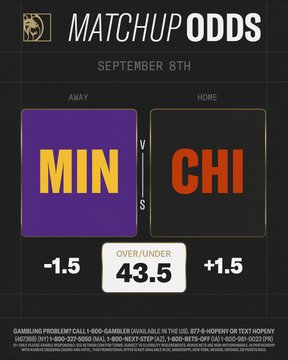 MATCHUP ODDS
SEPTEMBER 8TH
AWAY
HOME
MIN
V
S
CHI
-1.5
OVER/UNDER
43.5
+1.5
GAMBLING PROBLEM? CALL 1-800-GAMBLER (AVAILABLE IN THE US), 877-8-HOPENY OR TEXT HOPENY
(467369) (NY) 1-800-327-5050 (MA), 1-800-NEXT-STEP (AZ), 1-800-BETS-OFF (IA) 1-800-981-0023 (PR)